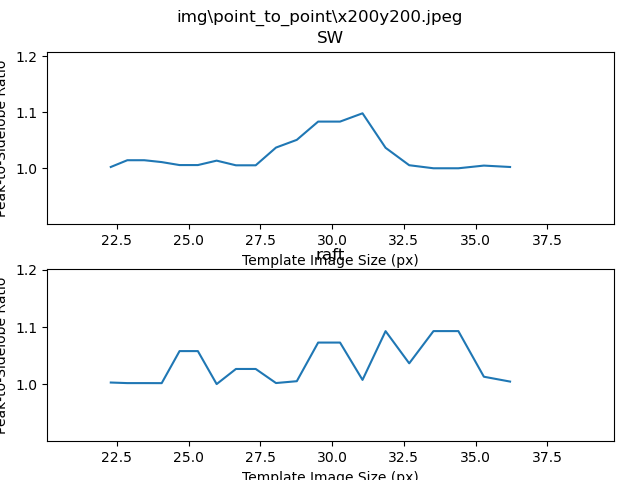 img\point_to_point\x200y200.jpeg
SW
1.2
1.1
1.0
Peak-to-Sidelobe Ratio
22.5 25.0 27.5 30.0 32.5 35.0 37.5
Template Image Size (px)
raft
1.2
1.1
1.0
Peak-to-Sidelobe Ratio
22.5 25.0 27.5 30.0 32.5 35.0 37.5
Template Image Size (px)